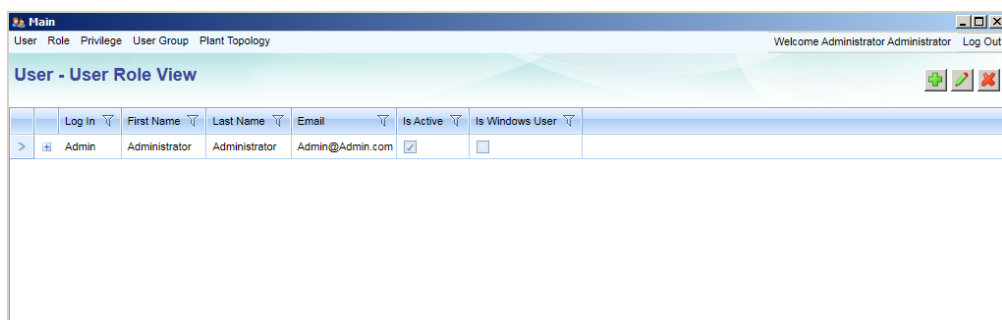 Main
User Role Privilege User Group Plant Topology Welcome Administrator Administrator Log Out
User - User Role View
Log In First Name Last Name Email Is Active Is Windows User
Admin Administrator Administrator Admin@Admin.com